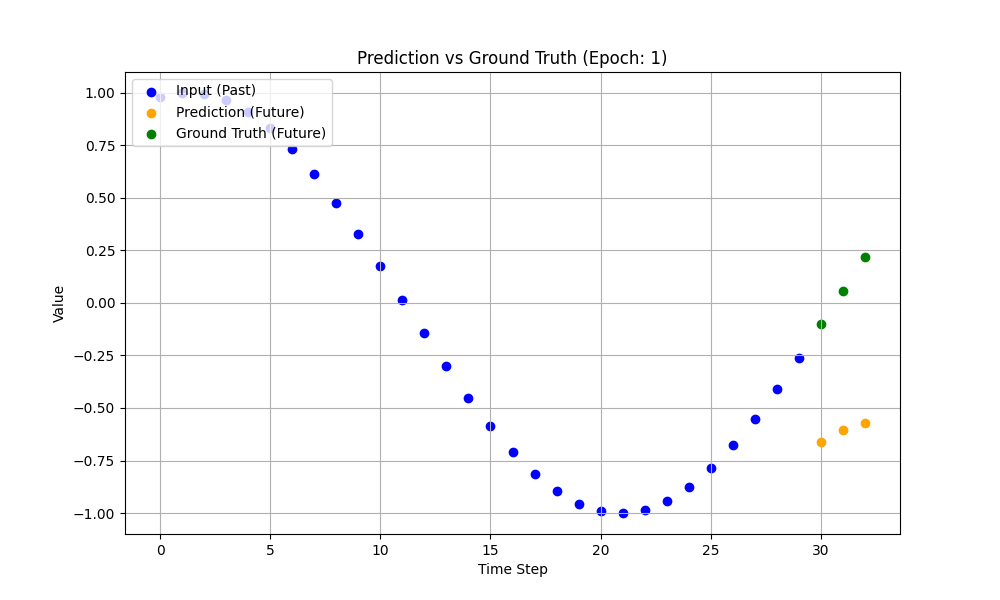 Prediction vs Ground Truth (Epoch: 1)
Input (Past)
Prediction (Future)
Ground Truth (Future)
1.00
0.75
0.50
0.25
0.00
−0.25
−0.50
−0.75
−1.00
Value
0 5 10 15 20 25 30
Time Step